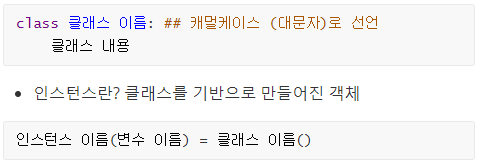 class 클래스 이름: ## 캐멀케이스 (대문자)로 선언
    클래스 내용
• 인스턴스란? 클래스를 기반으로 만들어진 객체
인스턴스 이름(변수 이름) = 클래스 이름()